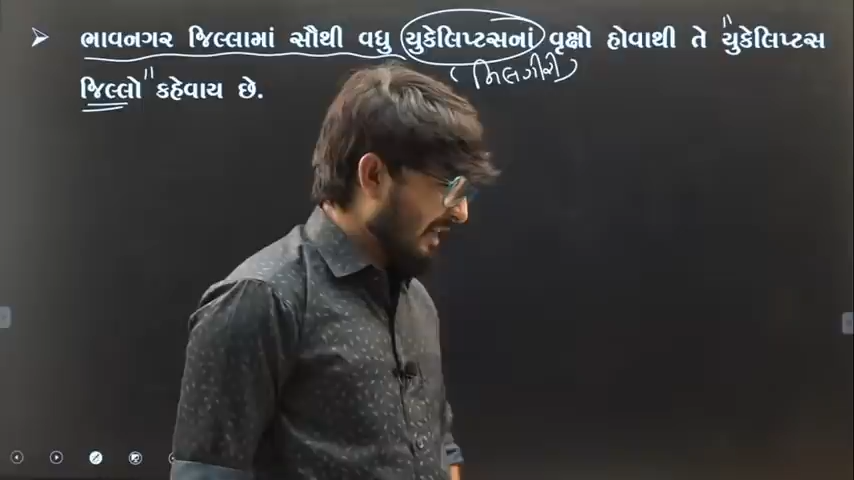 ➤ ભાવનગર જિલ્લામાં સૌથી વધુ યુકેલિપ્ટસનાં વૃક્ષો હોવાથી તે "યુકેલિપ્ટસ
(નિલગીરી)
જિલ્લો" કહેવાય છે.